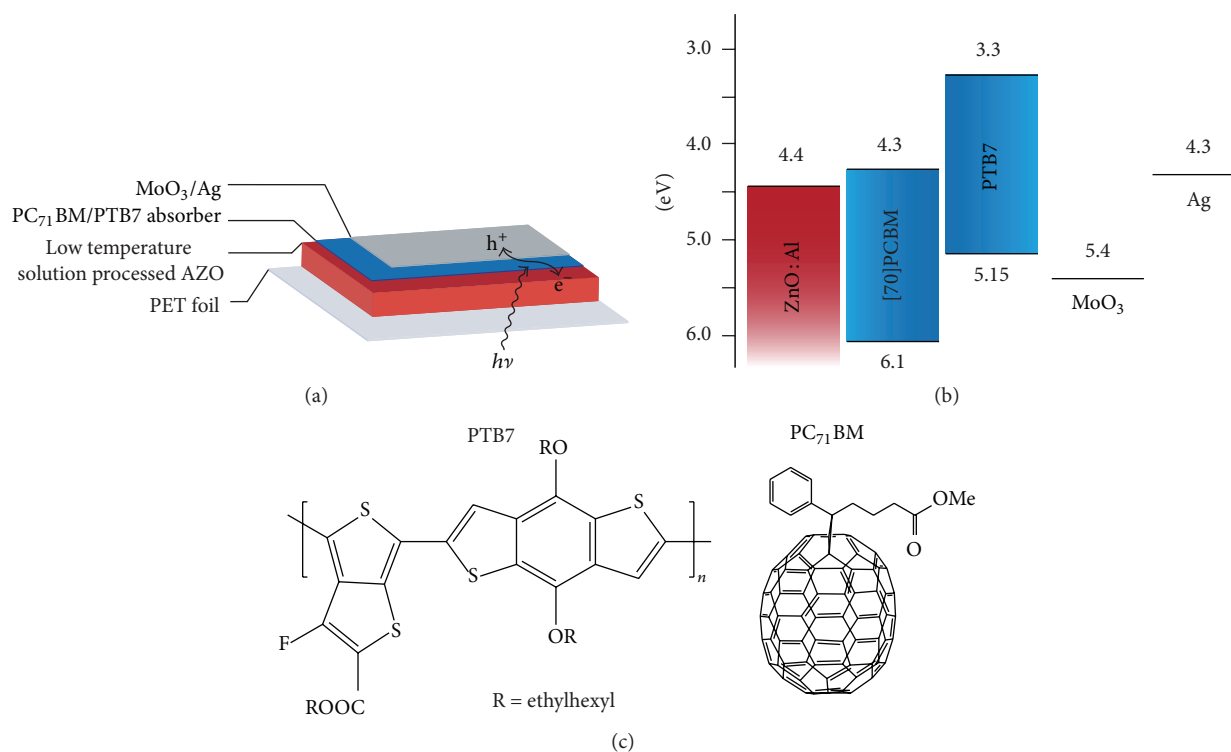 MoO₃/Ag
PC₇₁BM/PTB7 absorber
Low temperature
solution processed AZO
PET foil
h⁺
e⁻
hν
(a)
3.0
4.0
5.0
6.0
(eV)
4.4
ZnO : Al
4.3
[70]PCBM
6.1
3.3
PTB7
5.15
5.4
MoO₃
4.3
Ag
(b)
PTB7
RO
S
S
S
S
n
F
OR
ROOC
R = ethylhexyl
PC₇₁BM
OMe
O
(c)